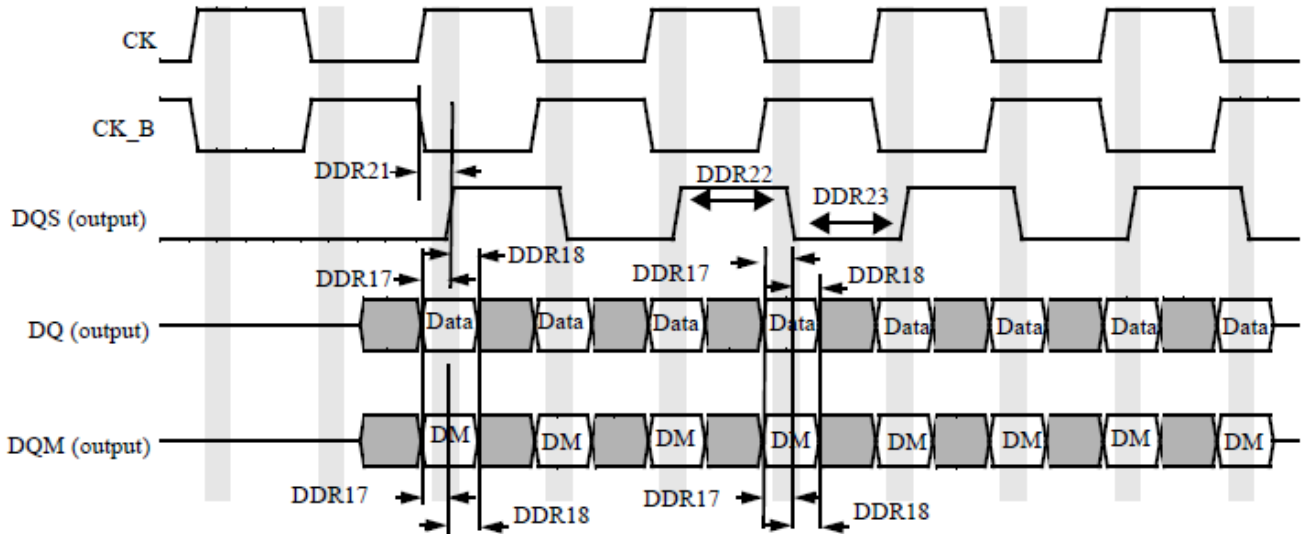 CK
CK_B
DDR21
DDR22
DDR23
DQS (output)
DDR18
DDR17
DDR17
DDR18
DQ (output)
Data
Data
Data
Data
Data
Data
Data
Data
DQM (output)
DM
DM
DM
DM
DM
DM
DM
DM
DDR17
DDR17
DDR18
DDR18